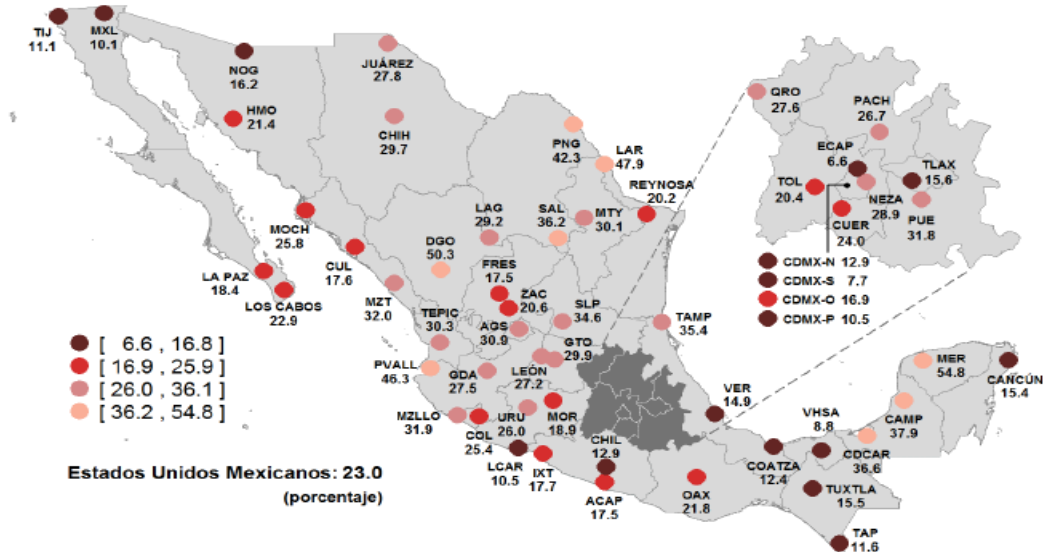 TIJ
11.1
MXL
10.1
NOG
16.2
HMO
21.4
JUÁREZ
27.8
CHIH
29.7
PNG
42.3
LAR
47.9
REYNOSA
20.2
LAG
29.2
SAL
36.2
MTY
30.1
MOCH
25.8
CUL
17.6
DGO
50.3
LA PAZ
18.4
LOS CABOS
22.9
MZT
32.0
FRES
17.5
ZAC
20.6
SLP
34.6
TAMP
35.4
TEPIC
30.3
AGS
30.9
GTO
29.9
PVALL
46.3
GDA
27.5
LEÓN
27.2
MZLLO
31.9
COL
25.4
URU
26.0
MOR
18.9
LCAR
10.5
IXT
17.7
CHIL
12.9
ACAP
17.5
OAX
21.8
VER
14.9
COATZA
12.4
VHSA
8.8
CDCAR
36.6
CAMP
37.9
MER
54.8
CANCÚN
15.4
TUXTLA
15.5
TAP
11.6
QRO
27.6
PACH
26.7
ECAP
6.6
TLAX
15.6
TOL
20.4
NEZA
28.9
PUE
31.8
CUER
24.0
CDMX-N 12.9
CDMX-S 7.7
CDMX-O 16.9
CDMX-P 10.5
[ 6.6 , 16.8 ]
[ 16.9 , 25.9 ]
[ 26.0 , 36.1 ]
[ 36.2 , 54.8 ]
Estados Unidos Mexicanos: 23.0
(porcentaje)